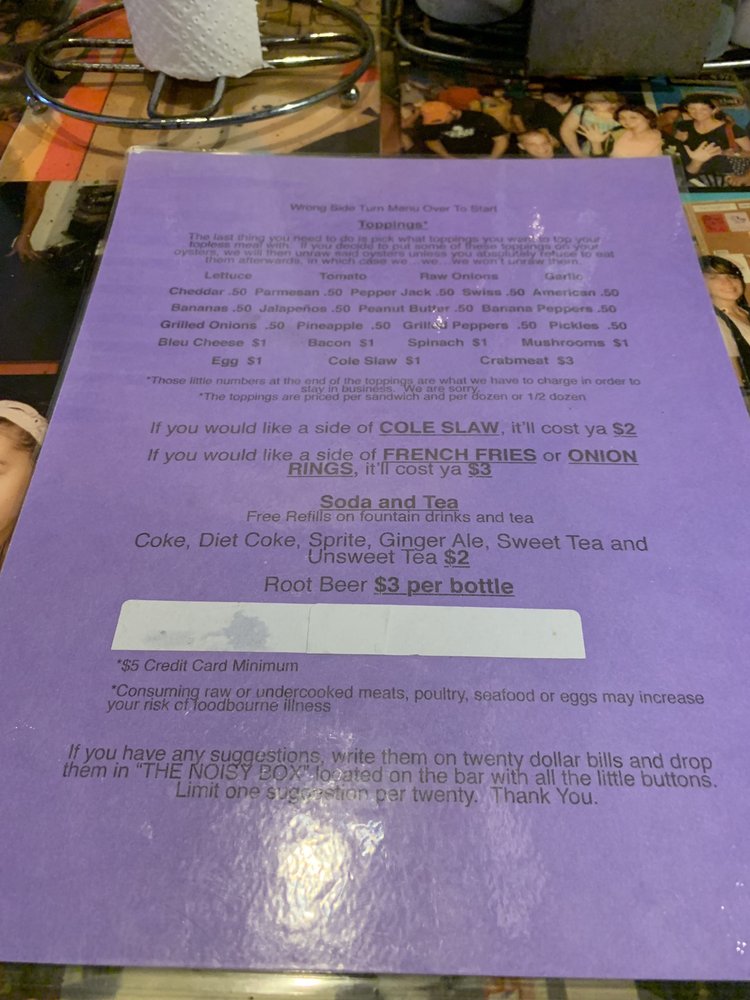 Wrong Side Turn Menu Over To Start
Toppings*
The last thing you need to do is pick what toppings you want to top your
topless meal with. If you decide to put some of these toppings on your
oysters, we will then unraw said oysters unless you absolutely refuse to eat
them afterwards, in which case we...we...we won't unraw them.
Lettuce Tomato Raw Onions Garlic
Cheddar .50 Parmesan .50 Pepper Jack .50 Swiss .50 American .50
Bananas .50 Jalapeños .50 Peanut Butter .50 Banana Peppers .50
Grilled Onions .50 Pineapple .50 Grilled Peppers .50 Pickles .50
Bleu Cheese $1 Bacon $1 Spinach $1 Mushrooms $1
Egg $1 Cole Slaw $1 Crabmeat $3
*Those little numbers at the end of the toppings are what we have to charge in order to
stay in business. We are sorry.
*The toppings are priced per sandwich and per dozen or 1/2 dozen
If you would like a side of COLE SLAW, it'll cost ya $2
If you would like a side of FRENCH FRIES or ONION
RINGS, it'll cost ya $3
Soda and Tea
Free Refills on fountain drinks and tea
Coke, Diet Coke, Sprite, Ginger Ale, Sweet Tea and
Unsweet Tea $2
Root Beer $3 per bottle
*$5 Credit Card Minimum
*Consuming raw or undercooked meats, poultry, seafood or eggs may increase
your risk of foodbourne illness
If you have any suggestions, write them on twenty dollar bills and drop
them in "THE NOISY BOX" located on the bar with all the little buttons.
Limit one suggestion per twenty. Thank You.